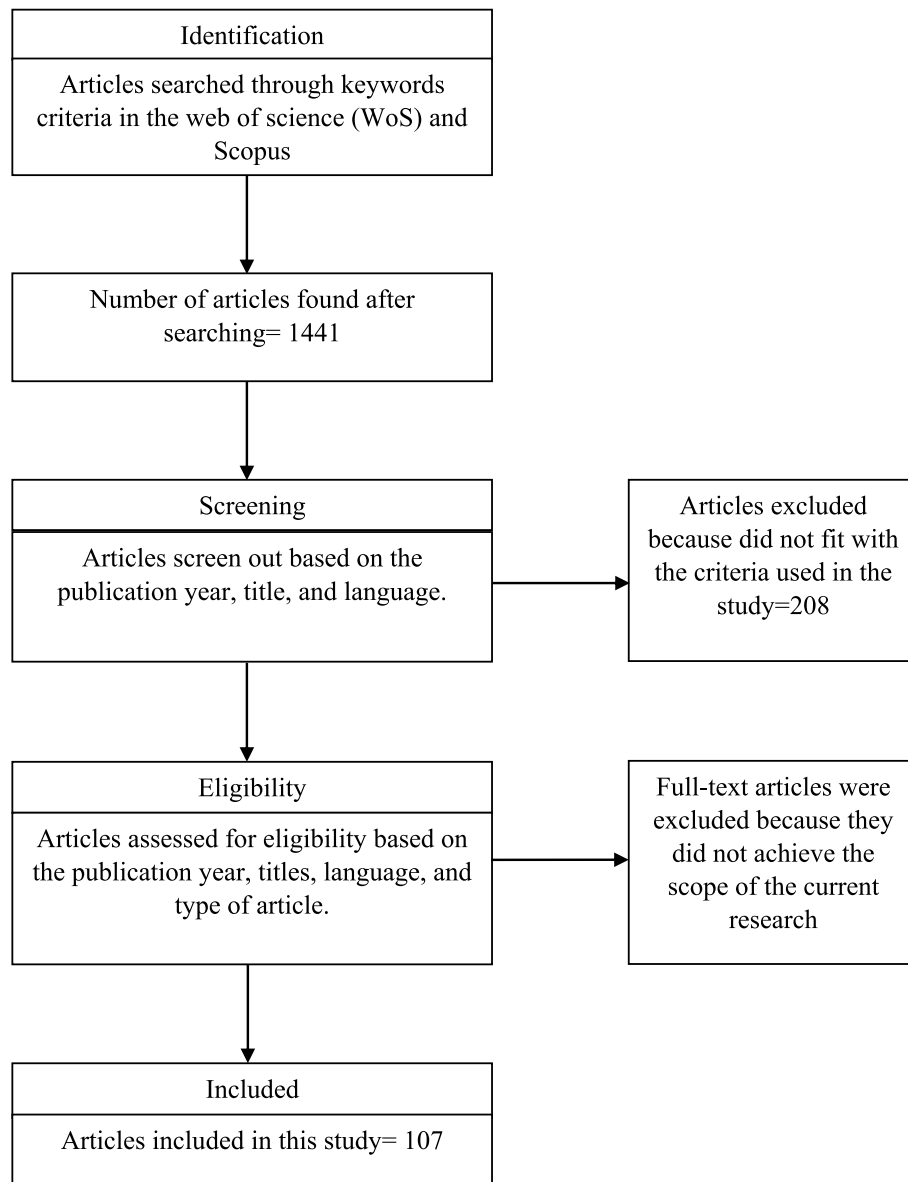 Identification
Articles searched through keywords
criteria in the web of science (WoS) and
Scopus
Number of articles found after
searching= 1441
Screening
Articles screen out based on the
publication year, title, and language.
Articles excluded
because did not fit with
the criteria used in the
study=208
Eligibility
Articles assessed for eligibility based on
the publication year, titles, language, and
type of article.
Full-text articles were
excluded because they
did not achieve the
scope of the current
research
Included
Articles included in this study= 107